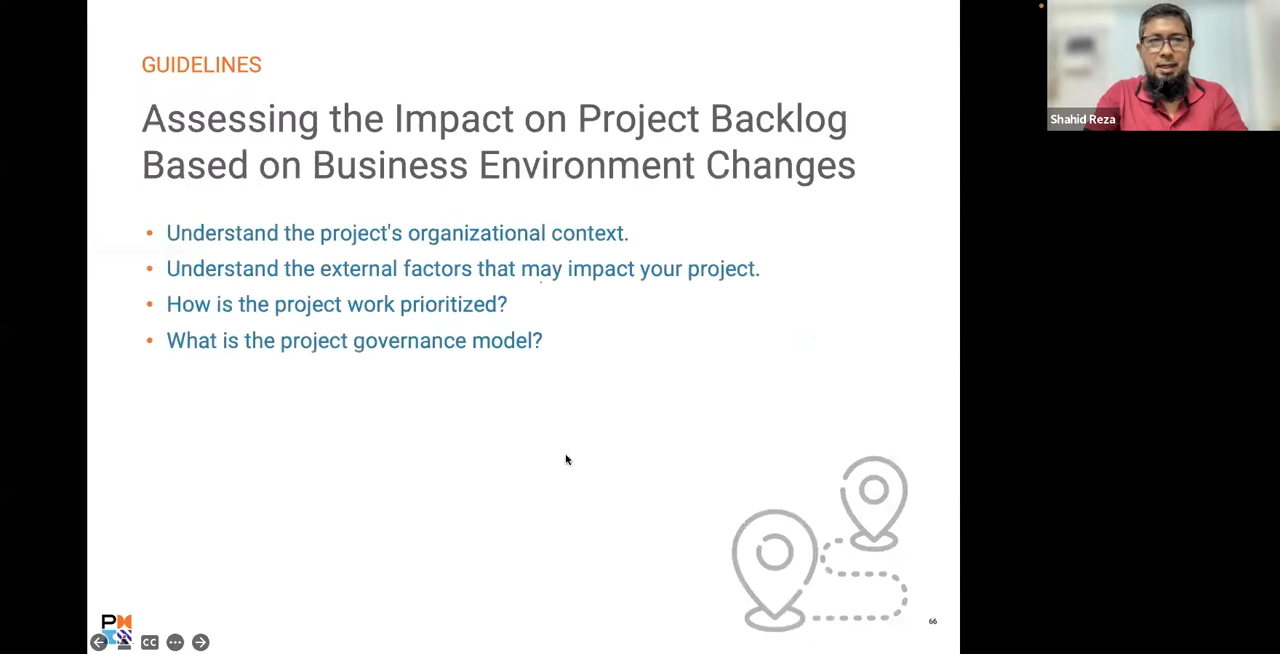 GUIDELINES
Assessing the Impact on Project Backlog
Based on Business Environment Changes
• Understand the project's organizational context.
• Understand the external factors that may impact your project.
• How is the project work prioritized?
• What is the project governance model?
Shahid Reza
P
CC
66